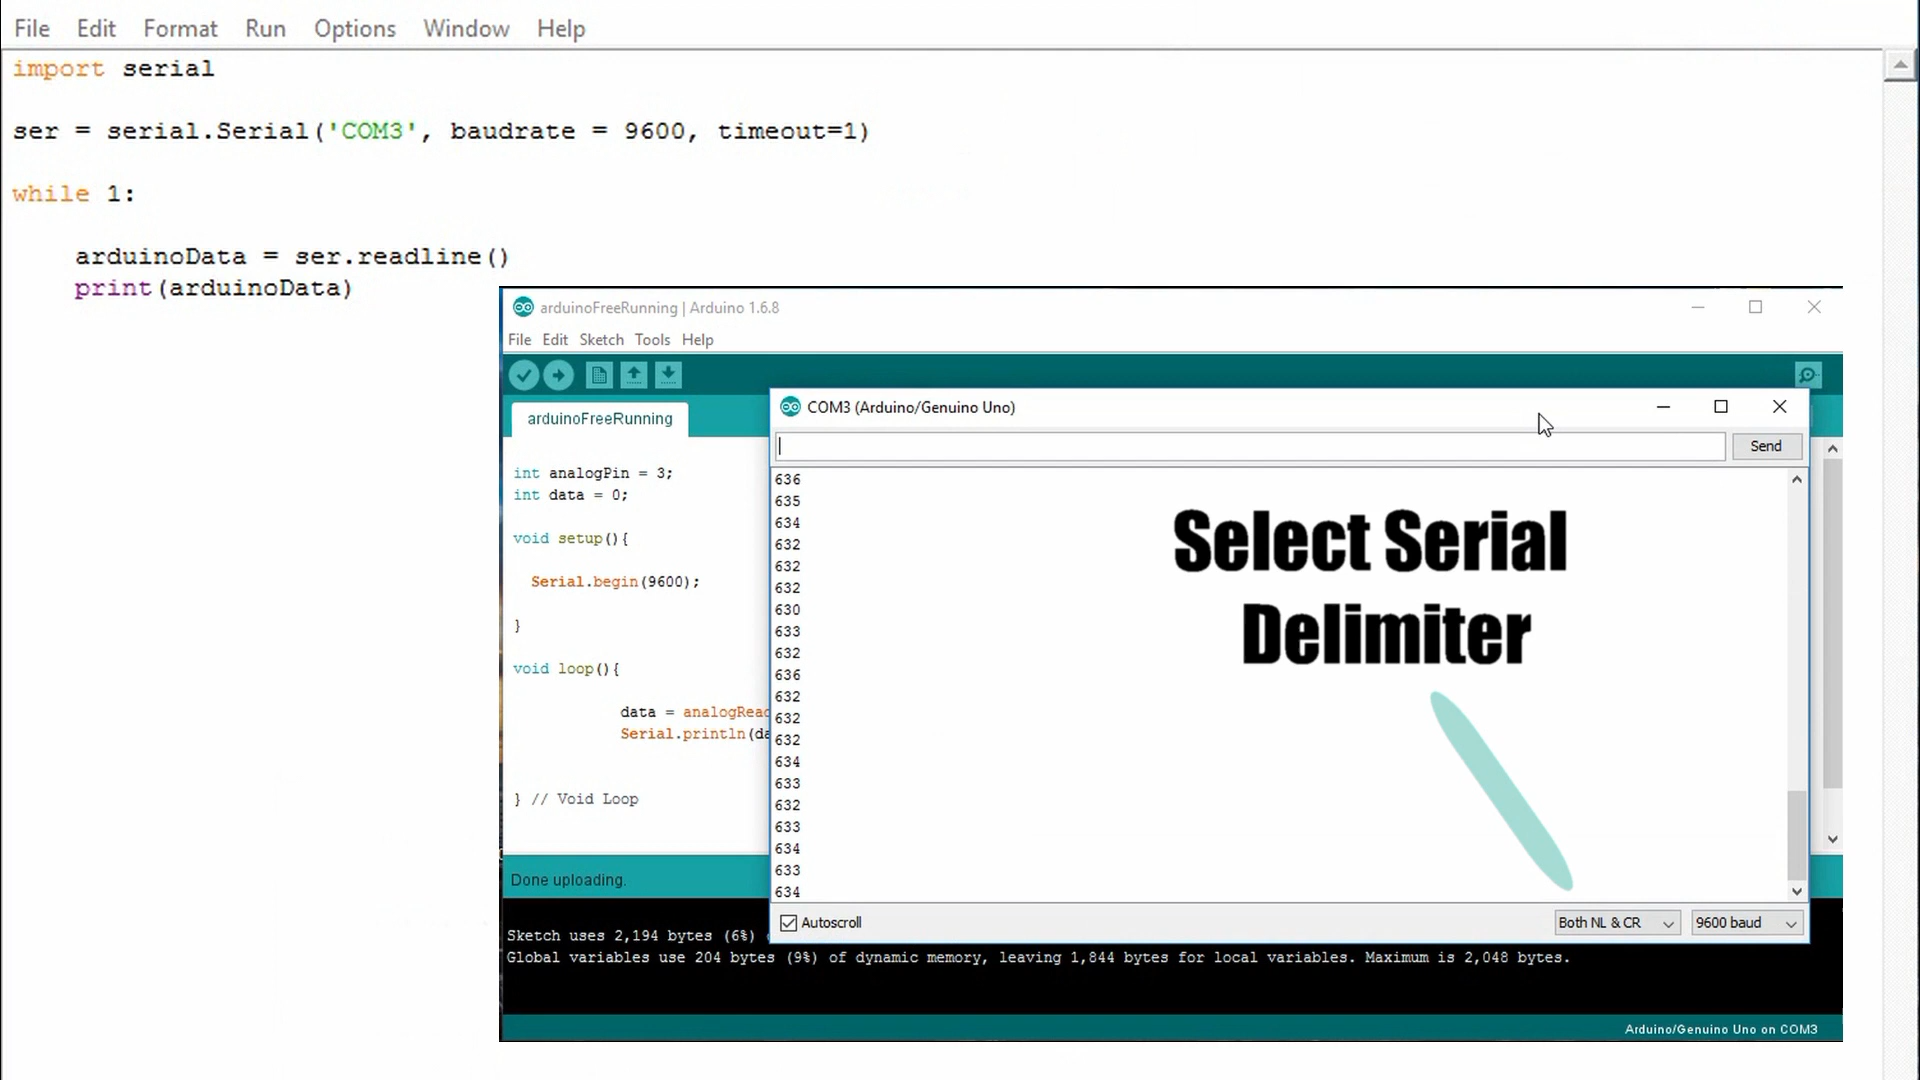 File Edit Format Run Options Window Help
import serial
ser = serial.Serial('COM3', baudrate = 9600, timeout=1)
while 1:
arduinoData = ser.readline()
print(arduinoData)
arduinoFreeRunning | Arduino 1.6.8
File Edit Sketch Tools Help
arduinoFreeRunning
int analogPin = 3;
int data = 0;
void setup(){
Serial.begin(9600);
}
void loop(){
data = analogRead
Serial.println(da
} // Void Loop
Done uploading.
Sketch uses 2,194 bytes (6%)
Global variables use 204 bytes (9%) of dynamic memory, leaving 1,844 bytes for local variables. Maximum is 2,048 bytes.
Arduino/Genuino Uno on COM3
COM3 (Arduino/Genuino Uno)
Send
636
635
634
632
632
632
630
633
632
636
632
632
632
634
633
632
633
634
633
634
Select Serial
Delimiter
Autoscroll
Both NL & CR
9600 baud